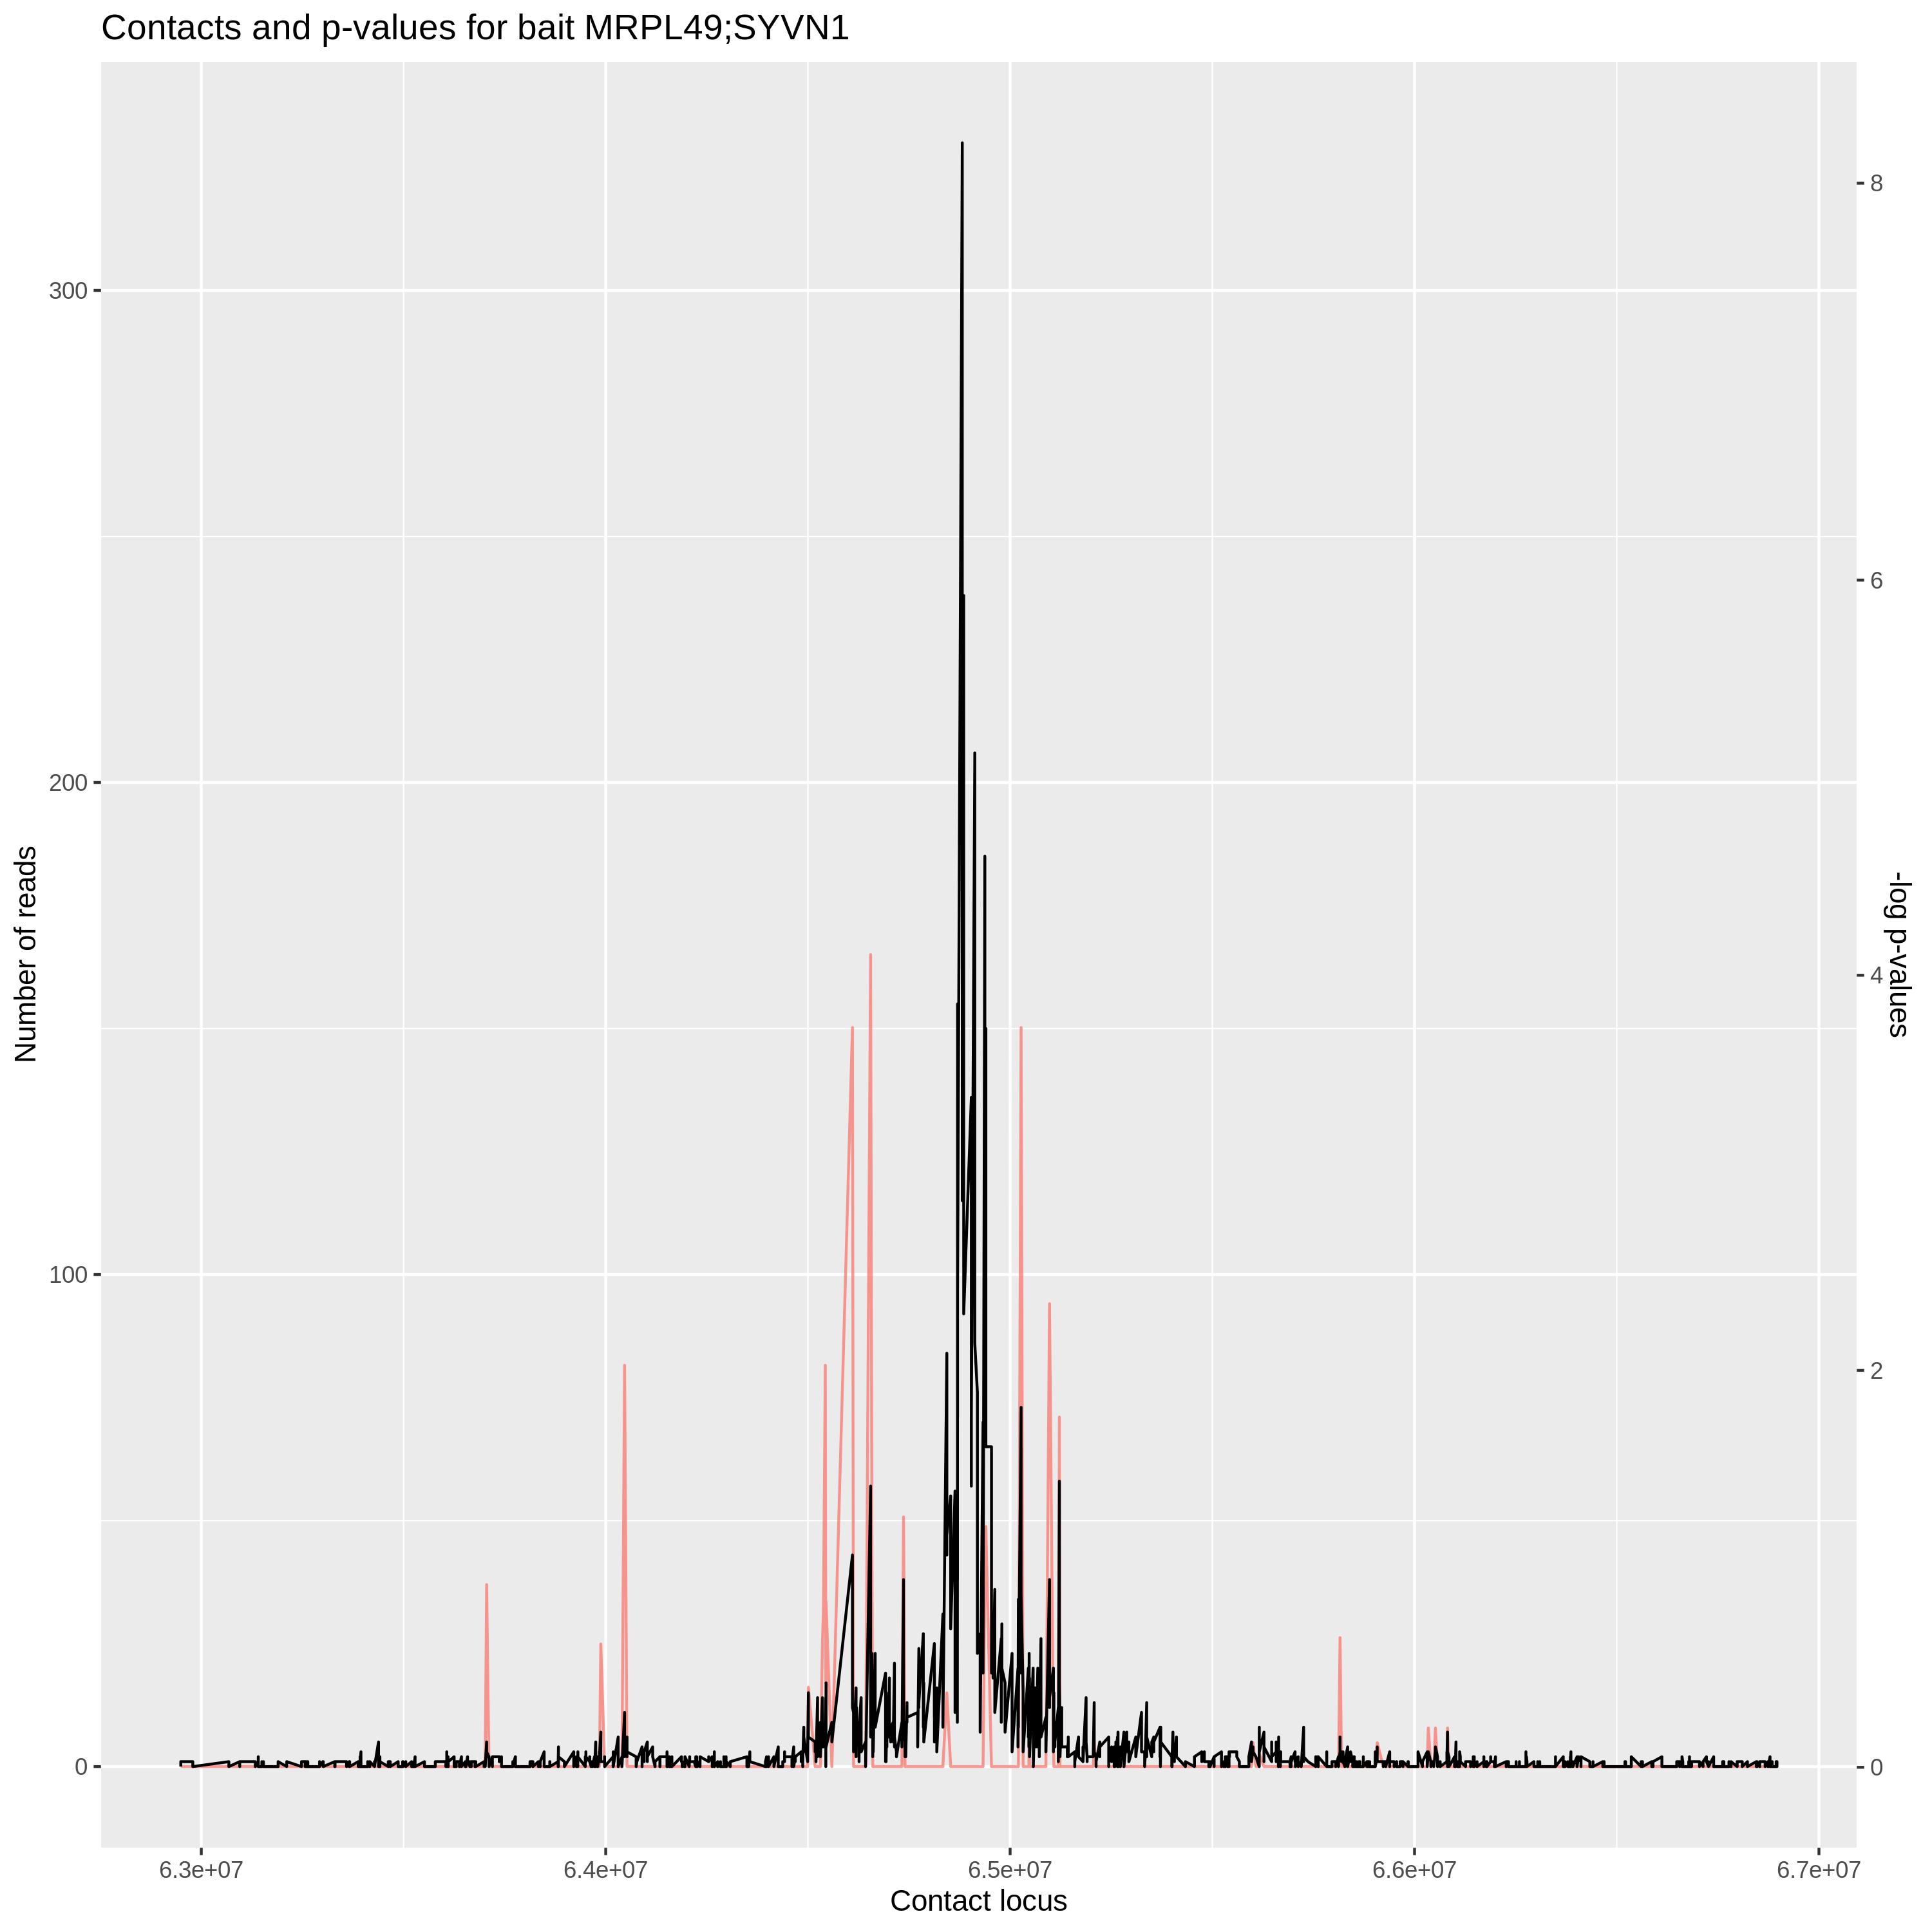 Contacts and p-values for bait MRPL49;SYVN1
300
200
100
0
8
6
4
2
0
Number of reads
-log p-values
6.3e+07
6.4e+07
6.5e+07
6.6e+07
6.7e+07
Contact locus